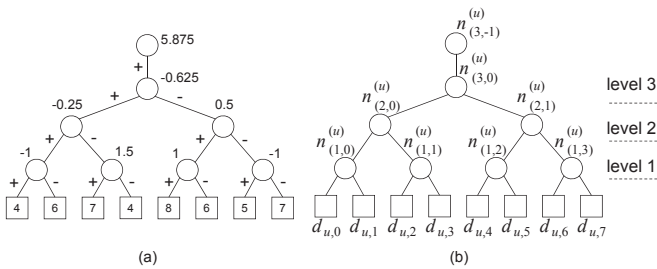 5.875
+
-0.625
+ -
-0.25 0.5
+ - + -
-1 1.5 1 -1
+ - + - + - + -
4 6 7 4 8 6 5 7
(a)
n(3,-1)(u)
n(3,0)(u)
level 3
n(2,0)(u) n(2,1)(u)
level 2
n(1,0)(u) n(1,1)(u) n(1,2)(u) n(1,3)(u)
level 1
du,0 du,1 du,2 du,3 du,4 du,5 du,6 du,7
(b)